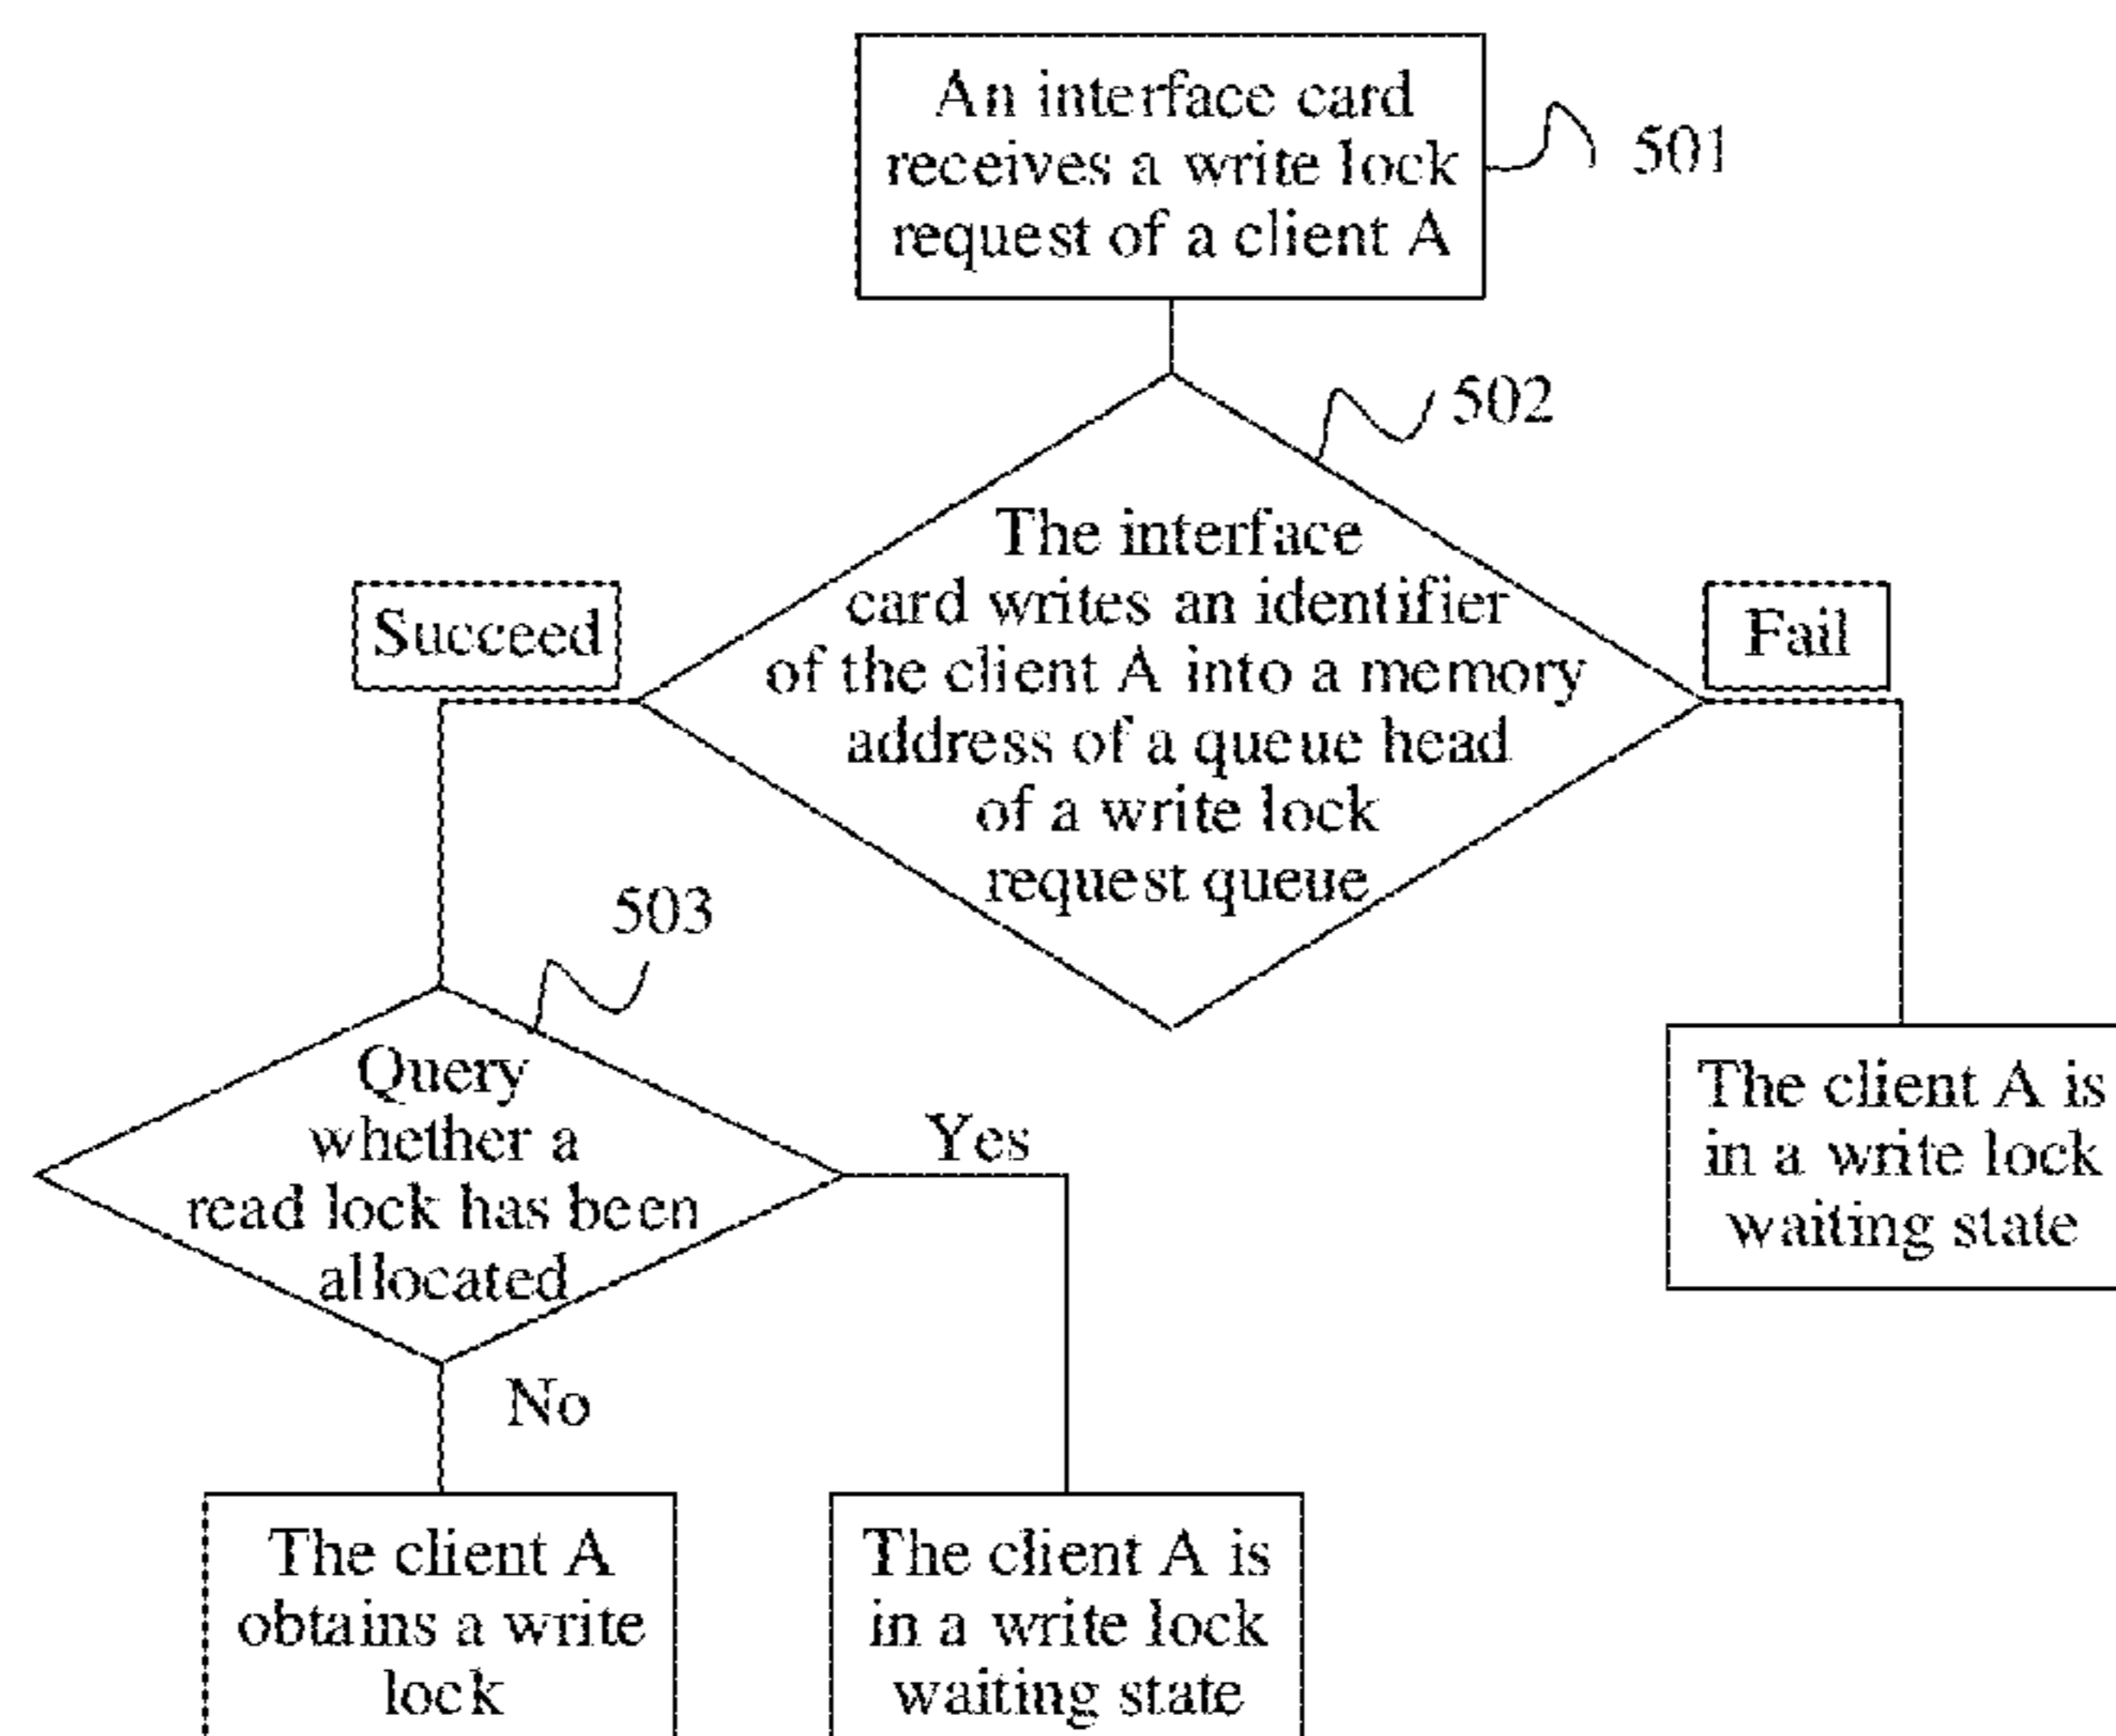 An interface card
receives a write lock
request of a client A
501
502
The interface
card writes an identifier
of the client A into a memory
address of a queue head
of a write lock
request queue
Succeed
Fail
503
Query
whether a
read lock has been
allocated
Yes
The client A is
in a write lock
waiting state
No
The client A
obtains a write
lock
The client A is
in a write lock
waiting state